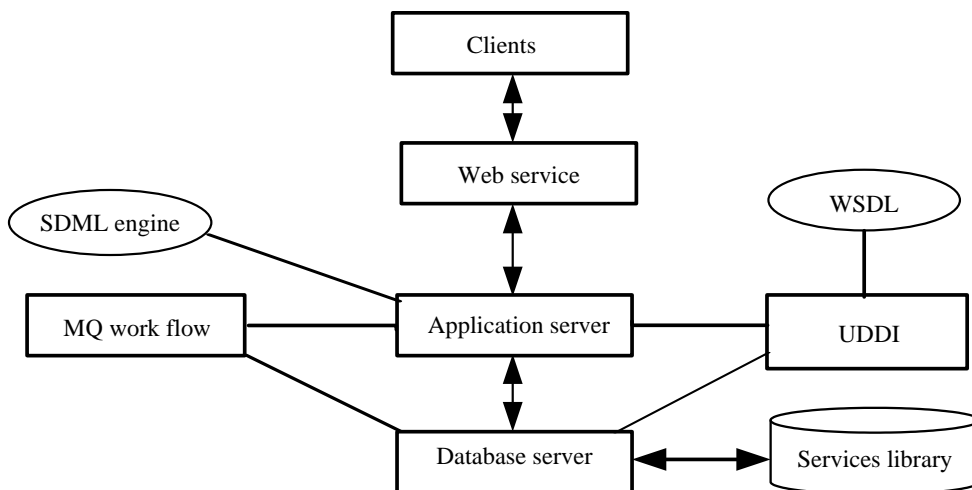 Clients
Web service
SDML engine
WSDL
MQ work flow
Application server
UDDI
Database server
Services library